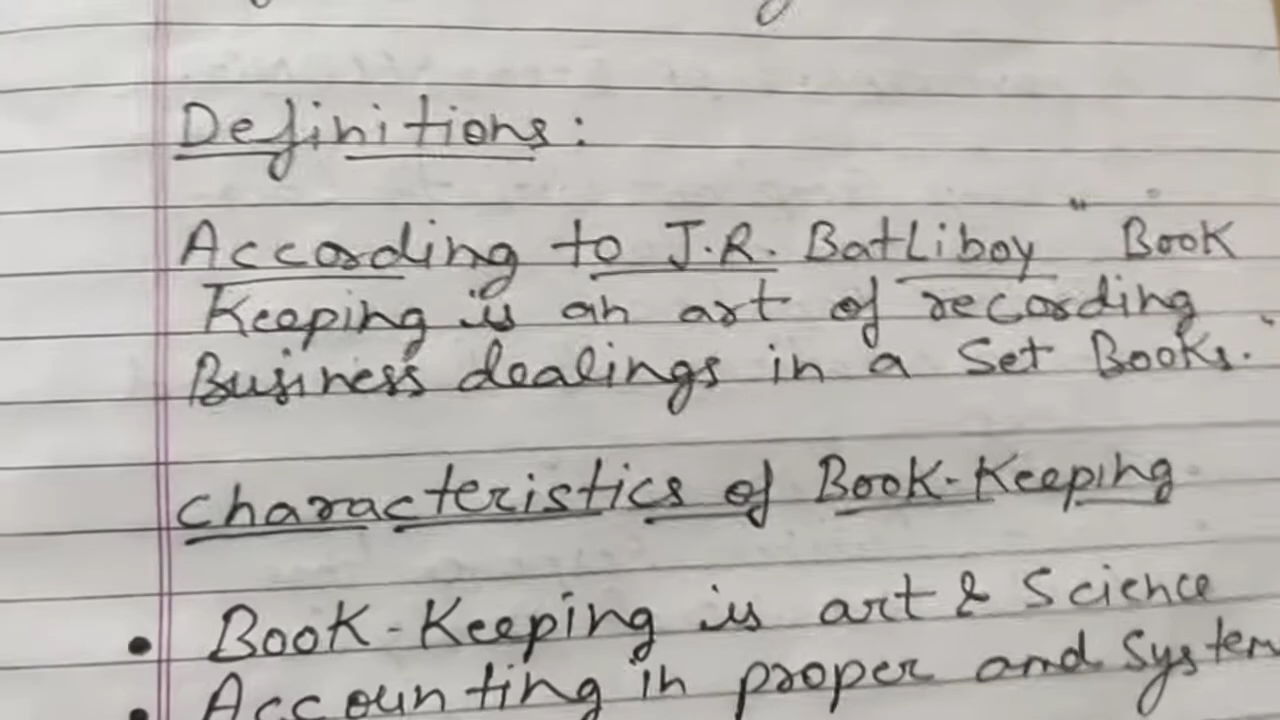 Definitions:
According to J.R. Batliboy " Book
Keeping is an art of recording
Business dealings in a Set Books.
characteristics of Book-Keeping
• Book-Keeping is art & Science
• Accounting in proper and System